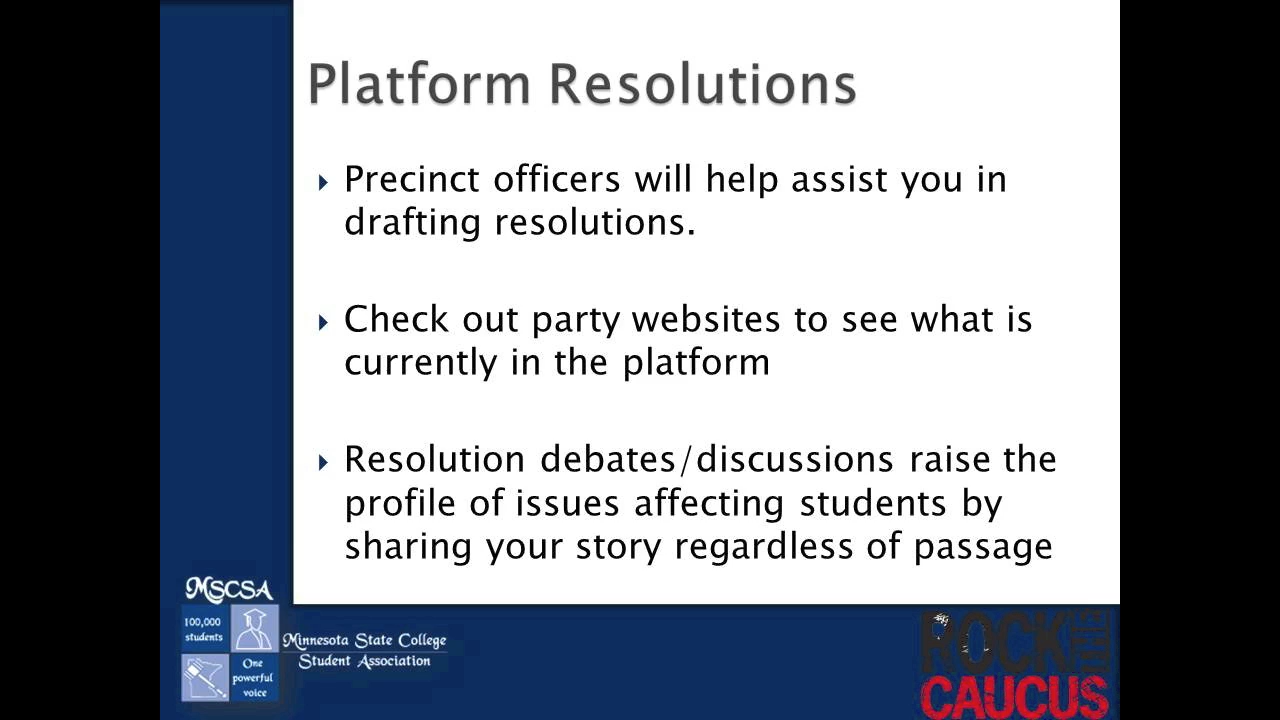 Platform Resolutions
Precinct officers will help assist you in
drafting resolutions.
Check out party websites to see what is
currently in the platform
Resolution debates/discussions raise the
profile of issues affecting students by
sharing your story regardless of passage
MSCSA
100,000
students
One
powerful
voice
Minnesota State College
Student Association
ROCK THE
CAUCUS